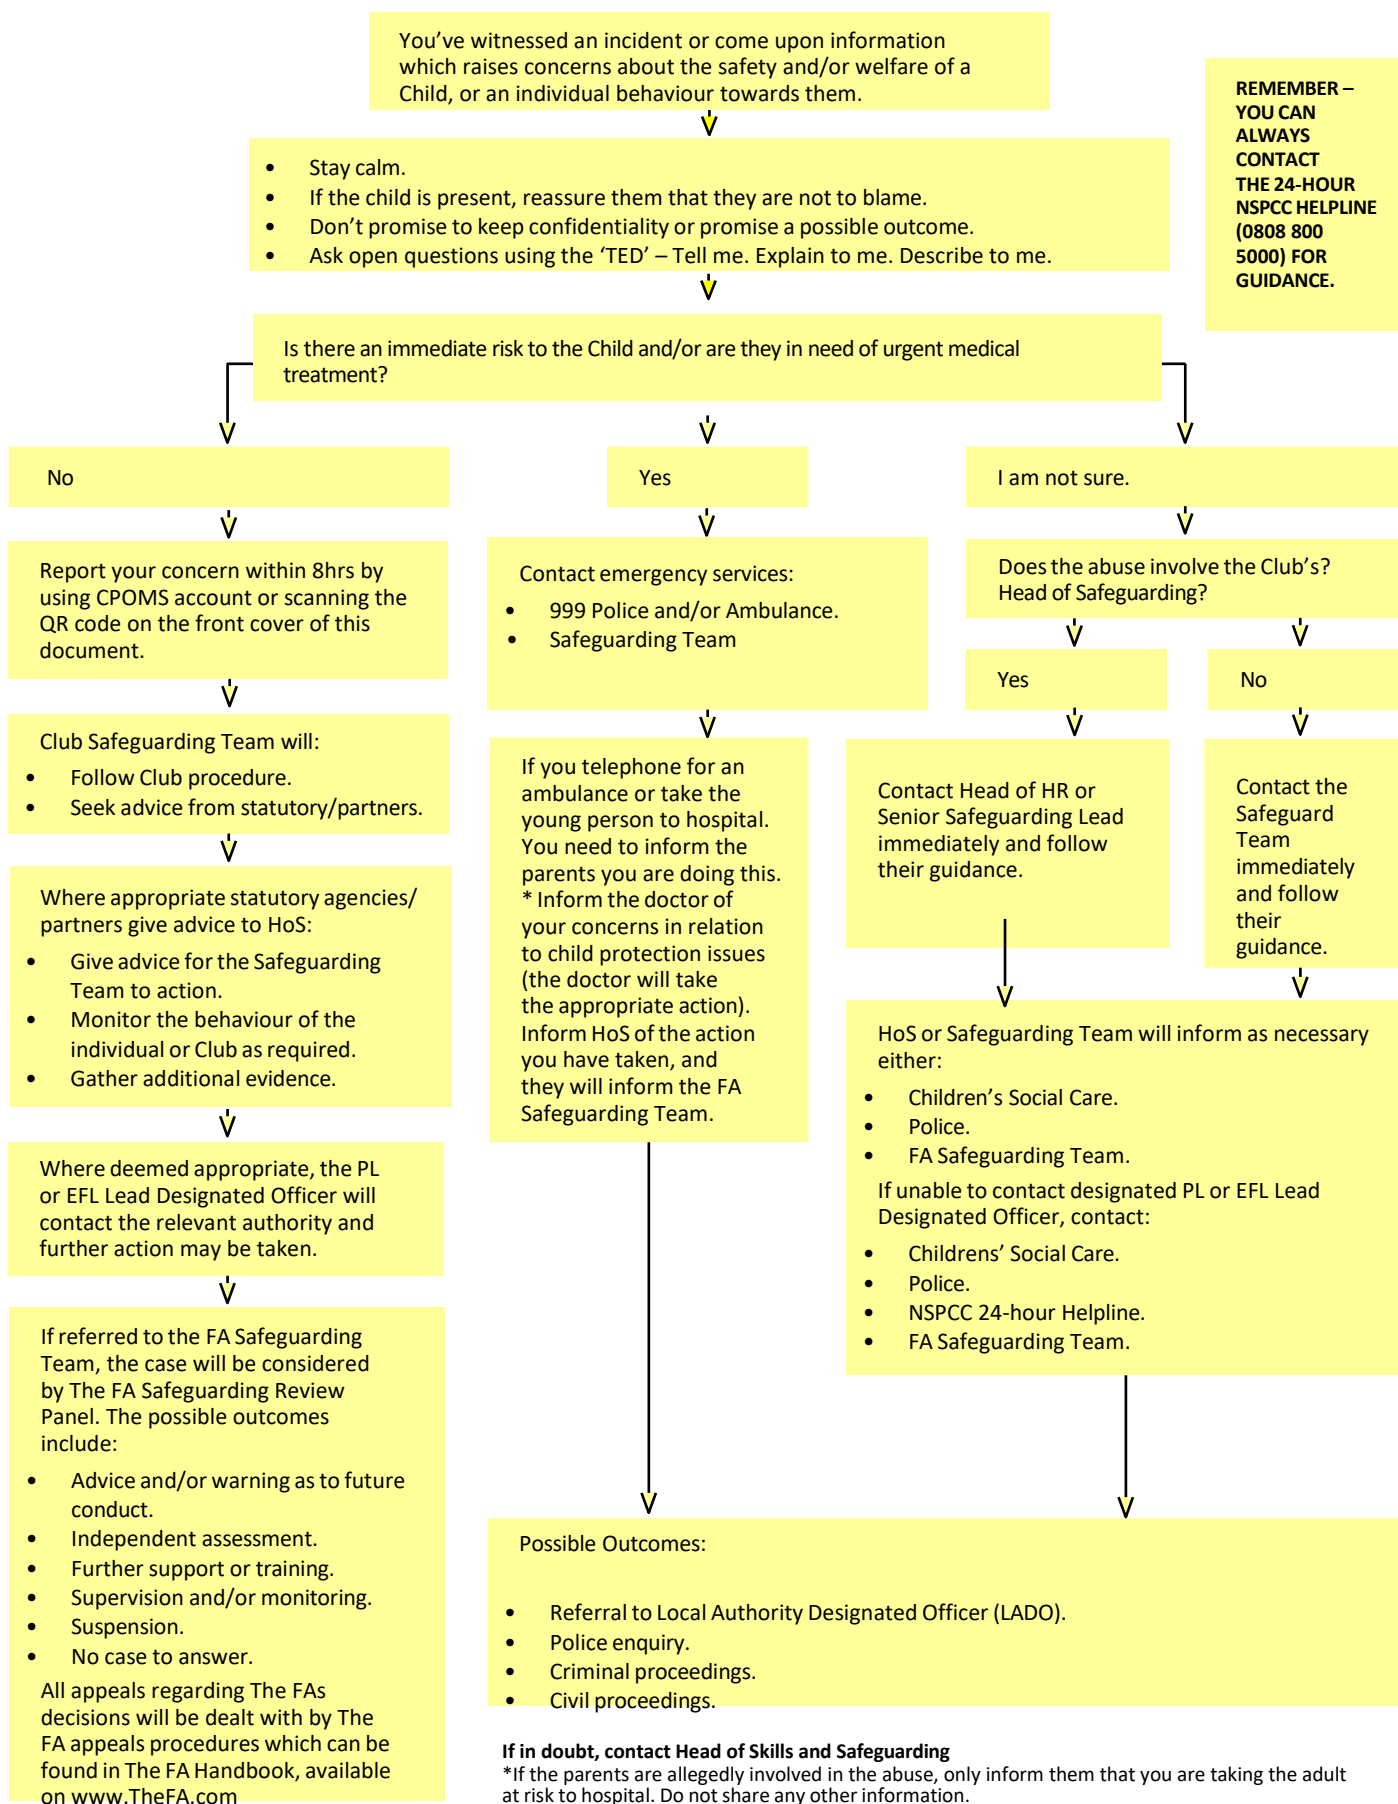 You’ve witnessed an incident or come upon information
which raises concerns about the safety and/or welfare of a
Child, or an individual behaviour towards them.
REMEMBER –
YOU CAN
ALWAYS
CONTACT
THE 24-HOUR
NSPCC HELPLINE
(0808 800
5000) FOR
GUIDANCE.
• Stay calm.
• If the child is present, reassure them that they are not to blame.
• Don’t promise to keep confidentiality or promise a possible outcome.
• Ask open questions using the ‘TED’ – Tell me. Explain to me. Describe to me.
Is there an immediate risk to the Child and/or are they in need of urgent medical
treatment?
No
Report your concern within 8hrs by
using CPOMS account or scanning the
QR code on the front cover of this
document.
Club Safeguarding Team will:
• Follow Club procedure.
• Seek advice from statutory/partners.
Where appropriate statutory agencies/
partners give advice to HoS:
• Give advice for the Safeguarding
Team to action.
• Monitor the behaviour of the
individual or Club as required.
• Gather additional evidence.
Where deemed appropriate, the PL
or EFL Lead Designated Officer will
contact the relevant authority and
further action may be taken.
If referred to the FA Safeguarding
Team, the case will be considered
by The FA Safeguarding Review
Panel. The possible outcomes
include:
• Advice and/or warning as to future
conduct.
• Independent assessment.
• Further support or training.
• Supervision and/or monitoring.
• Suspension.
• No case to answer.
All appeals regarding The FAs
decisions will be dealt with by The
FA appeals procedures which can be
found in The FA Handbook, available
on www.TheFA.com
Yes
Contact emergency services:
• 999 Police and/or Ambulance.
• Safeguarding Team
If you telephone for an
ambulance or take the
young person to hospital.
You need to inform the
parents you are doing this.
* Inform the doctor of
your concerns in relation
to child protection issues
(the doctor will take
the appropriate action).
Inform HoS of the action
you have taken, and
they will inform the FA
Safeguarding Team.
I am not sure.
Does the abuse involve the Club’s?
Head of Safeguarding?
Yes
Contact Head of HR or
Senior Safeguarding Lead
immediately and follow
their guidance.
No
Contact the
Safeguard
Team
immediately
and follow
their
guidance.
HoS or Safeguarding Team will inform as necessary
either:
• Children’s Social Care.
• Police.
• FA Safeguarding Team.
If unable to contact designated PL or EFL Lead
Designated Officer, contact:
• Childrens’ Social Care.
• Police.
• NSPCC 24-hour Helpline.
• FA Safeguarding Team.
Possible Outcomes:
• Referral to Local Authority Designated Officer (LADO).
• Police enquiry.
• Criminal proceedings.
• Civil proceedings.
If in doubt, contact Head of Skills and Safeguarding
*If the parents are allegedly involved in the abuse, only inform them that you are taking the adult
at risk to hospital. Do not share any other information.